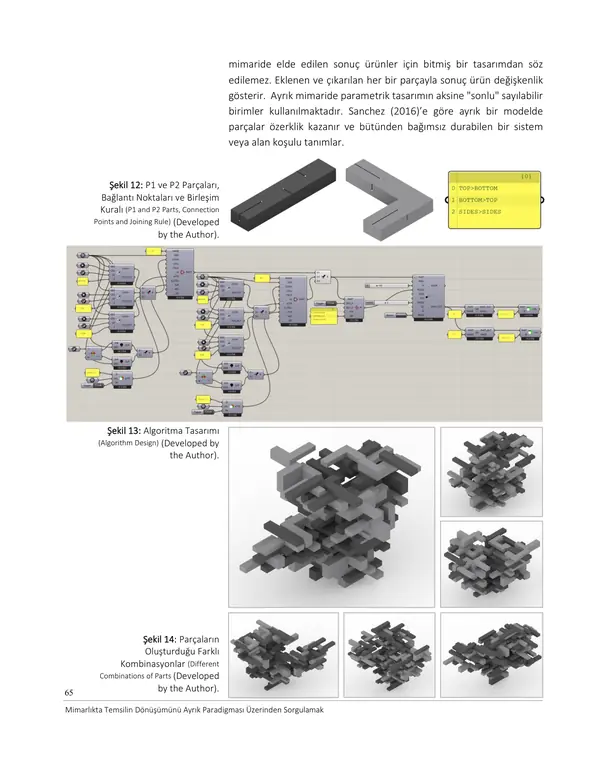 mimaride elde edilen sonuç ürünler için bitmiş bir tasarımdan söz
edilemez. Eklenen ve çıkarılan her bir parçayla sonuç ürün değişkenlik
gösterir. Ayrık mimaride parametrik tasarımın aksine "sonlu" sayılabilir
birimler kullanılmaktadır. Sanchez (2016)’e göre ayrık bir modelde
parçalar özerklik kazanır ve bütünden bağımsız durabilen bir sistem
veya alan koşulu tanımlar.
Şekil 12: P1 ve P2 Parçaları,
Bağlantı Noktaları ve Birleşim
Kuralı (P1 and P2 Parts, Connection
Points and Joining Rule) (Developed
by the Author).
0 TOP>BOTTOM
1 BOTTOM>TOP
2 SIDES>SIDES
Şekil 13: Algoritma Tasarımı
(Algorithm Design) (Developed by
the Author).
Şekil 14: Parçaların
Oluşturduğu Farklı
Kombinasyonlar (Different
Combinations of Parts (Developed
by the Author).
65
Mimarlıkta Temsilin Dönüşümünü Ayrık Paradigması Üzerinden Sorgulamak